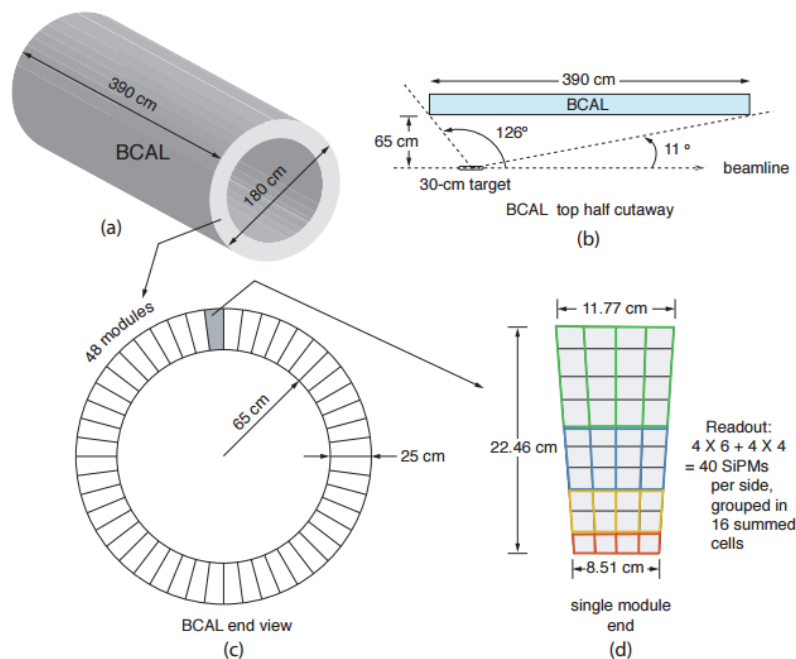 390 cm
BCAL
180 cm
(a)
390 cm
BCAL
65 cm
126º
11 º
30-cm target
beamline
BCAL top half cutaway
(b)
48 modules
65 cm
25 cm
BCAL end view
(c)
11.77 cm
22.46 cm
8.51 cm
Readout:
4 X 6 + 4 X 4
= 40 SiPMs
per side,
grouped in
16 summed
cells
single module
end
(d)